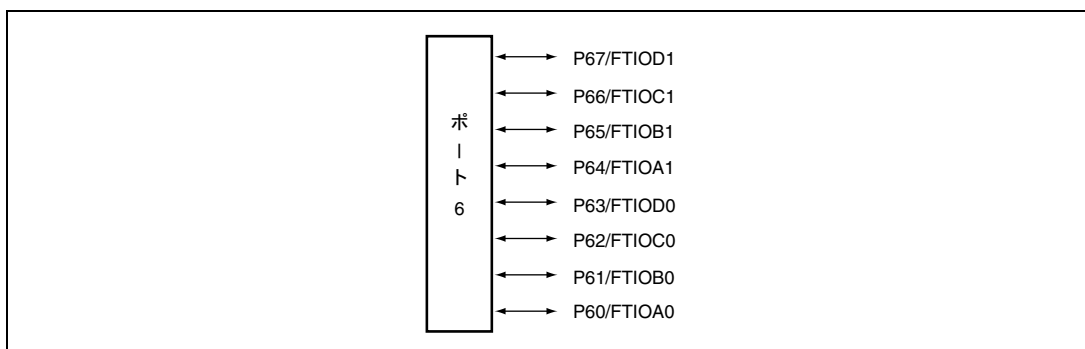 ポート6
P67/FTIOD1
P66/FTIOC1
P65/FTIOB1
P64/FTIOA1
P63/FTIOD0
P62/FTIOC0
P61/FTIOB0
P60/FTIOA0